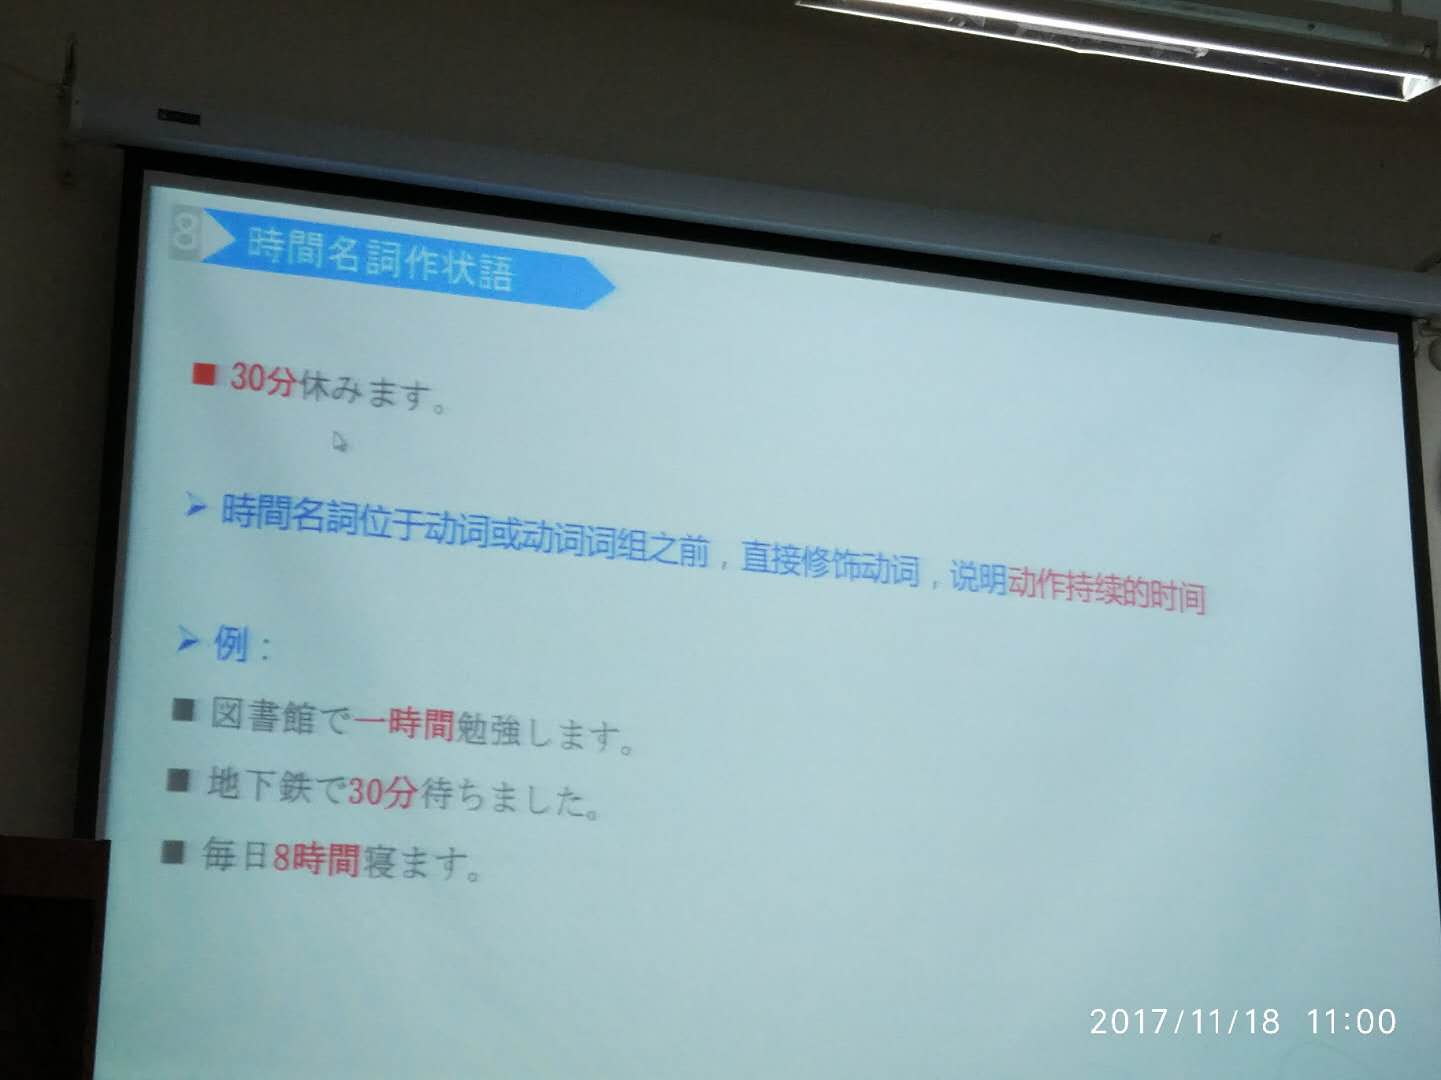 8 時間名詞作状語
30分休みます。
時間名詞位于动词或动词词组之前，直接修饰动词，说明动作持续的时间
例：
図書館で一時間勉強します。
地下鉄で30分待ちました。
毎日8時間寝ます。
2017/11/18 11:00